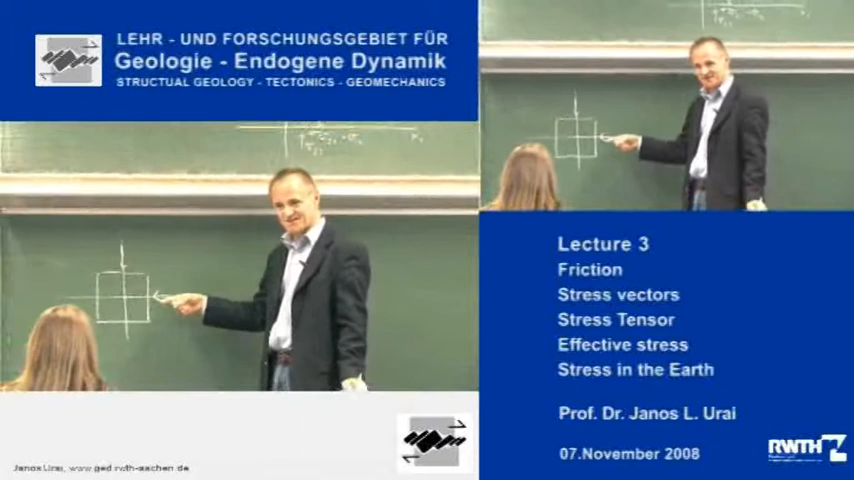 LEHR - UND FORSCHUNGSGEBIET FÜR
Geologie - Endogene Dynamik
STRUCTUAL GEOLOGY - TECTONICS - GEOMECHANICS
Lecture 3
Friction
Stress vectors
Stress Tensor
Effective stress
Stress in the Earth
Prof. Dr. Janos L. Urai
07.November 2008
RWTH
Janos Urai, www.ged.rwth-aachen.de